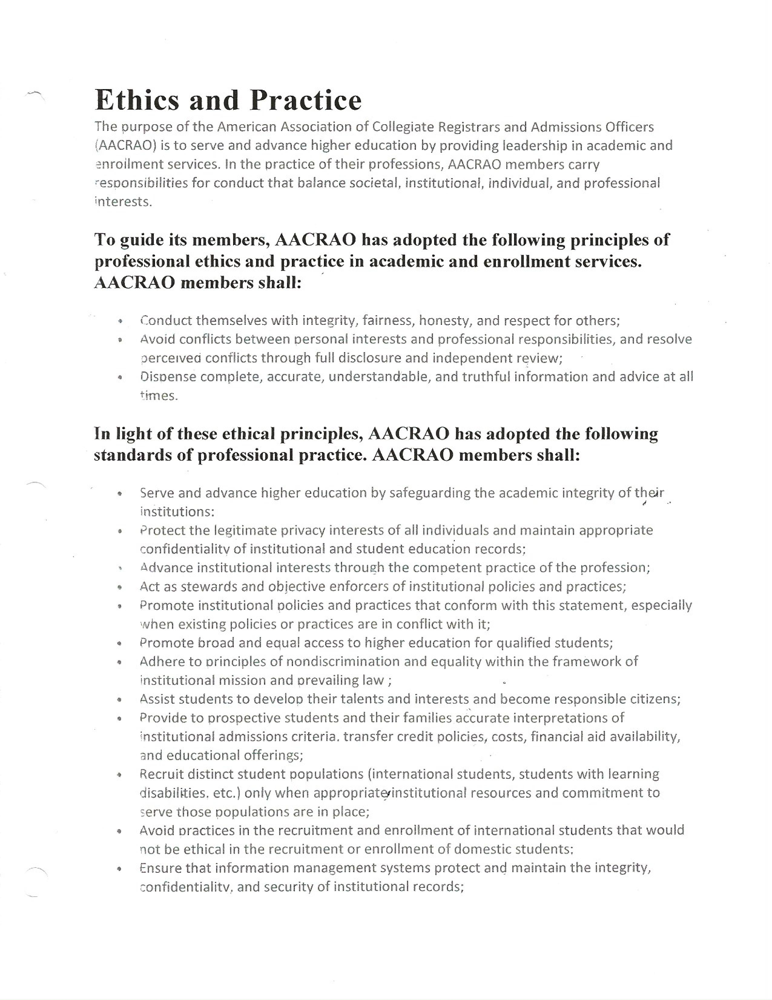 Ethics and Practice
The purpose of the American Association of Collegiate Registrars and Admissions Officers
(AACRAO) is to serve and advance higher education by providing leadership in academic and
enrollment services. In the practice of their professions, AACRAO members carry
responsibilities for conduct that balance societal, institutional, individual, and professional
interests.
To guide its members, AACRAO has adopted the following principles of
professional ethics and practice in academic and enrollment services.
AACRAO members shall:
• Conduct themselves with integrity, fairness, honesty, and respect for others;
• Avoid conflicts between personal interests and professional responsibilities, and resolve
perceived conflicts through full disclosure and independent review;
• Dispense complete, accurate, understandable, and truthful information and advice at all
times.
In light of these ethical principles, AACRAO has adopted the following
standards of professional practice. AACRAO members shall:
• Serve and advance higher education by safeguarding the academic integrity of their
institutions:
• Protect the legitimate privacy interests of all individuals and maintain appropriate
confidentiality of institutional and student education records;
• Advance institutional interests through the competent practice of the profession;
• Act as stewards and objective enforcers of institutional policies and practices;
• Promote institutional policies and practices that conform with this statement, especially
when existing policies or practices are in conflict with it;
• Promote broad and equal access to higher education for qualified students;
• Adhere to principles of nondiscrimination and equality within the framework of
institutional mission and prevailing law ;
• Assist students to develop their talents and interests and become responsible citizens;
• Provide to prospective students and their families accurate interpretations of
institutional admissions criteria, transfer credit policies, costs, financial aid availability,
and educational offerings;
• Recruit distinct student populations (international students, students with learning
disabilities, etc.) only when appropriate institutional resources and commitment to
serve those populations are in place;
• Avoid practices in the recruitment and enrollment of international students that would
not be ethical in the recruitment or enrollment of domestic students;
• Ensure that information management systems protect and maintain the integrity,
confidentiality, and security of institutional records;